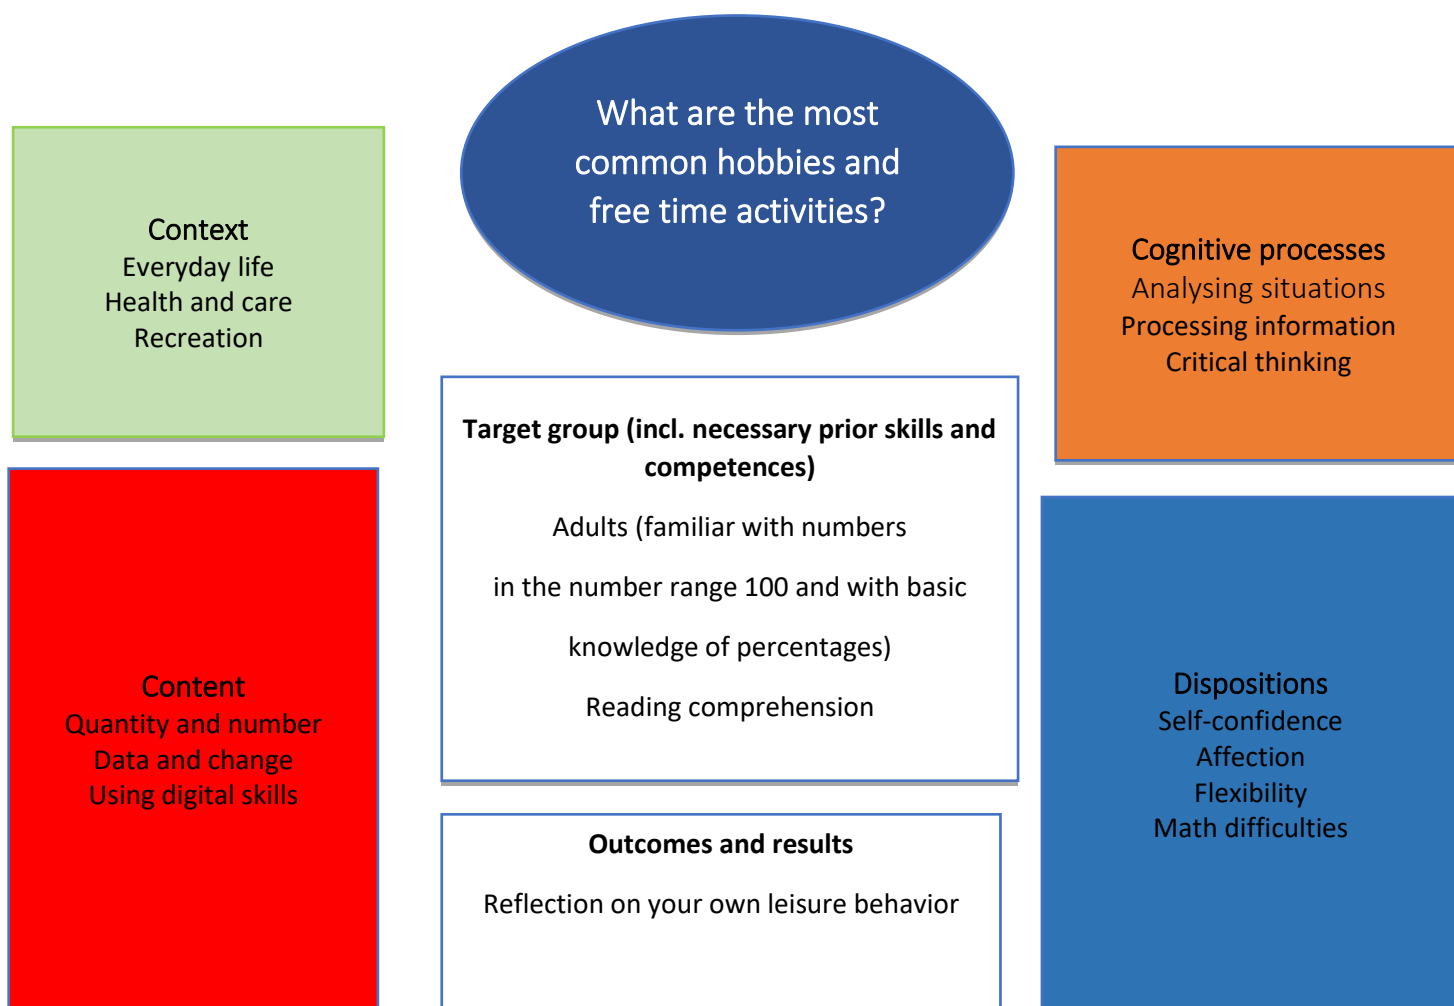 What are the most
common hobbies and
free time activities?
Context
Everyday life
Health and care
Recreation
Cognitive processes
Analysing situations
Processing information
Critical thinking
Target group (incl. necessary prior skills and
competences)
Adults (familiar with numbers
in the number range 100 and with basic
knowledge of percentages)
Reading comprehension
Content
Quantity and number
Data and change
Using digital skills
Dispositions
Self-confidence
Affection
Flexibility
Math difficulties
Outcomes and results
Reflection on your own leisure behavior